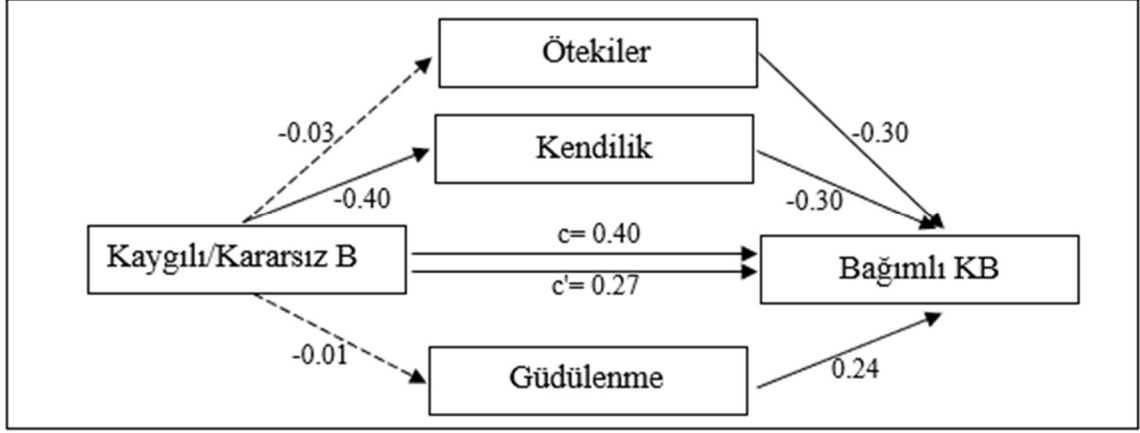 Ötekiler
-0.03
-0.30
Kendilik
-0.40
-0.30
Kaygılı/Kararsız B
c= 0.40
c'= 0.27
Bağımlı KB
-0.01
Güdülenme
0.24